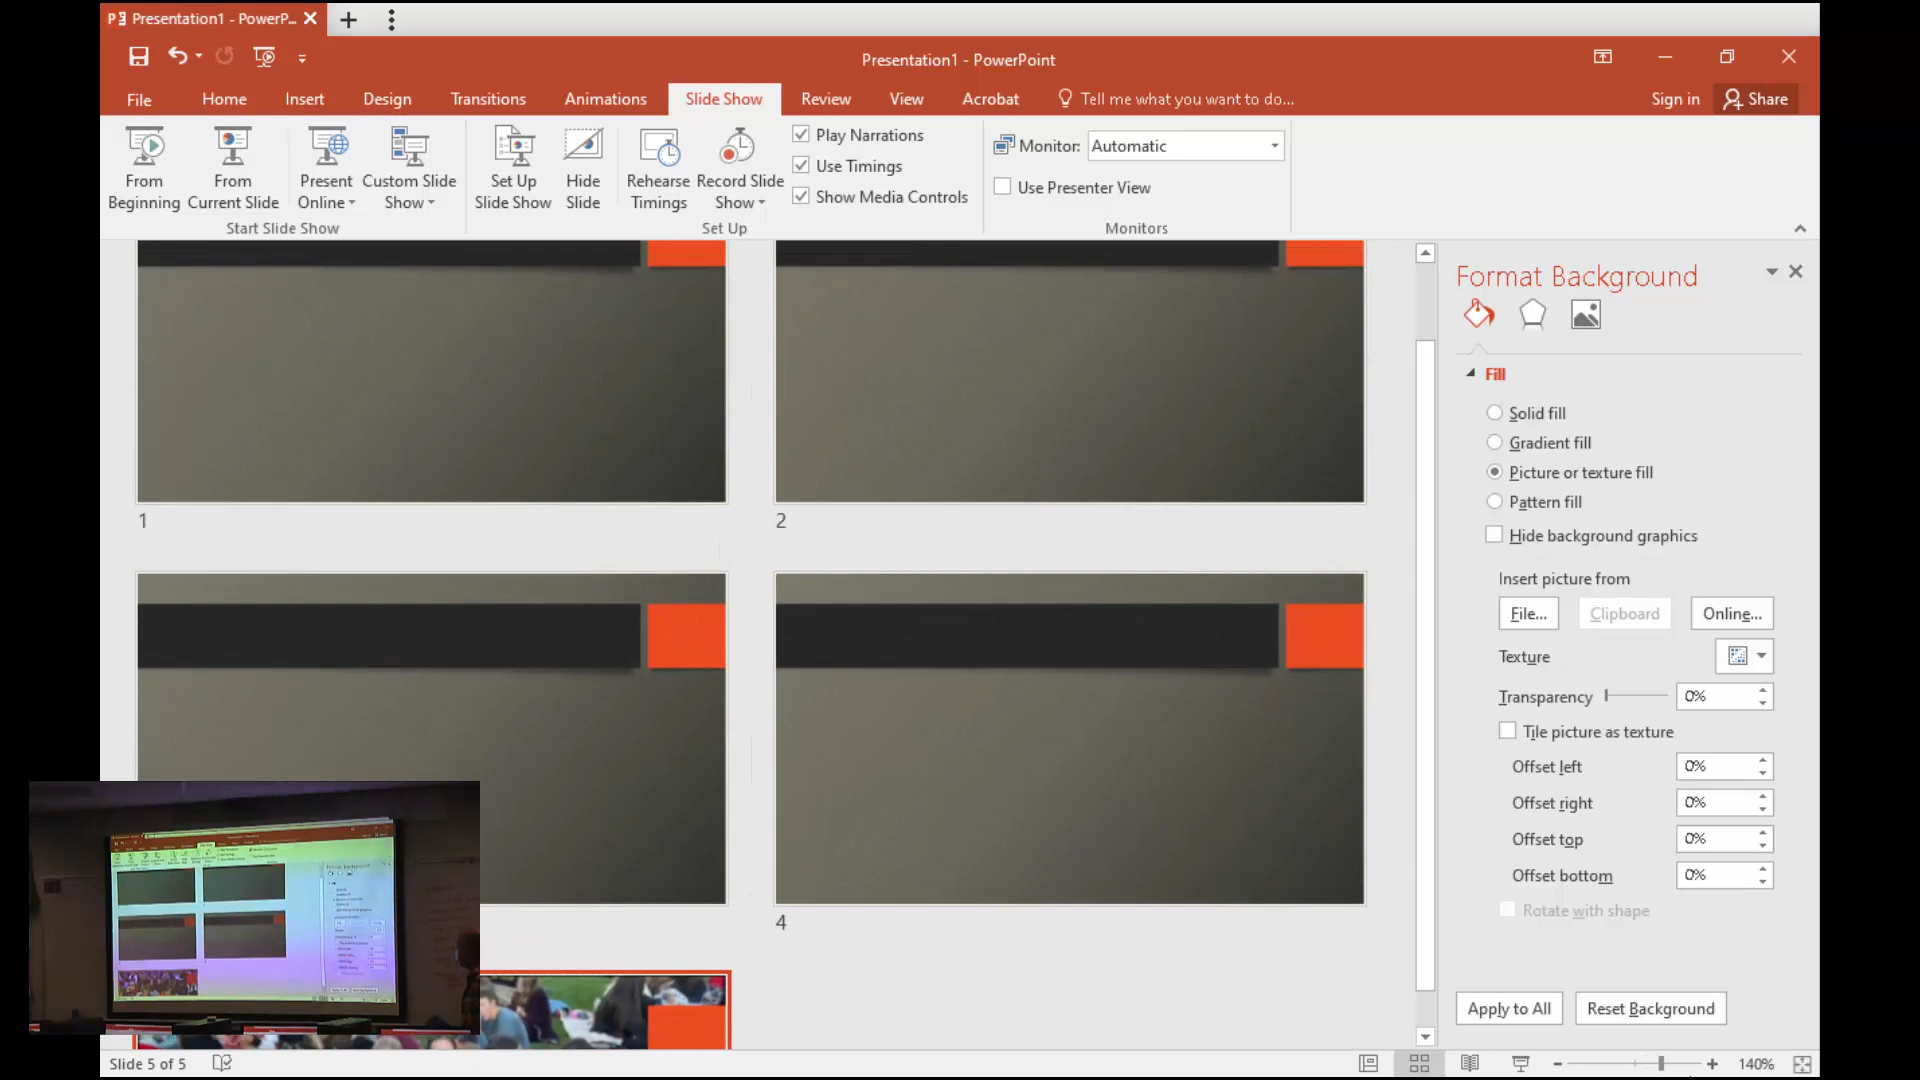 Presentation1 - PowerP...
Presentation1 - PowerPoint
File Home Insert Design Transitions Animations Slide Show Review View Acrobat Tell me what you want to do... Sign in Share
From Beginning
From Current Slide
Present Online
Custom Slide Show
Set Up Slide Show
Hide Slide
Rehearse Timings
Record Slide Show
Play Narrations
Use Timings
Show Media Controls
Monitor: Automatic
Use Presenter View
Start Slide Show
Set Up
Monitors
1
2
4
Format Background
Fill
Solid fill
Gradient fill
Picture or texture fill
Pattern fill
Hide background graphics
Insert picture from
File... Clipboard Online...
Texture
Transparency 0%
Tile picture as texture
Offset left 0%
Offset right 0%
Offset top 0%
Offset bottom 0%
Rotate with shape
Apply to All Reset Background
Slide 5 of 5
140%